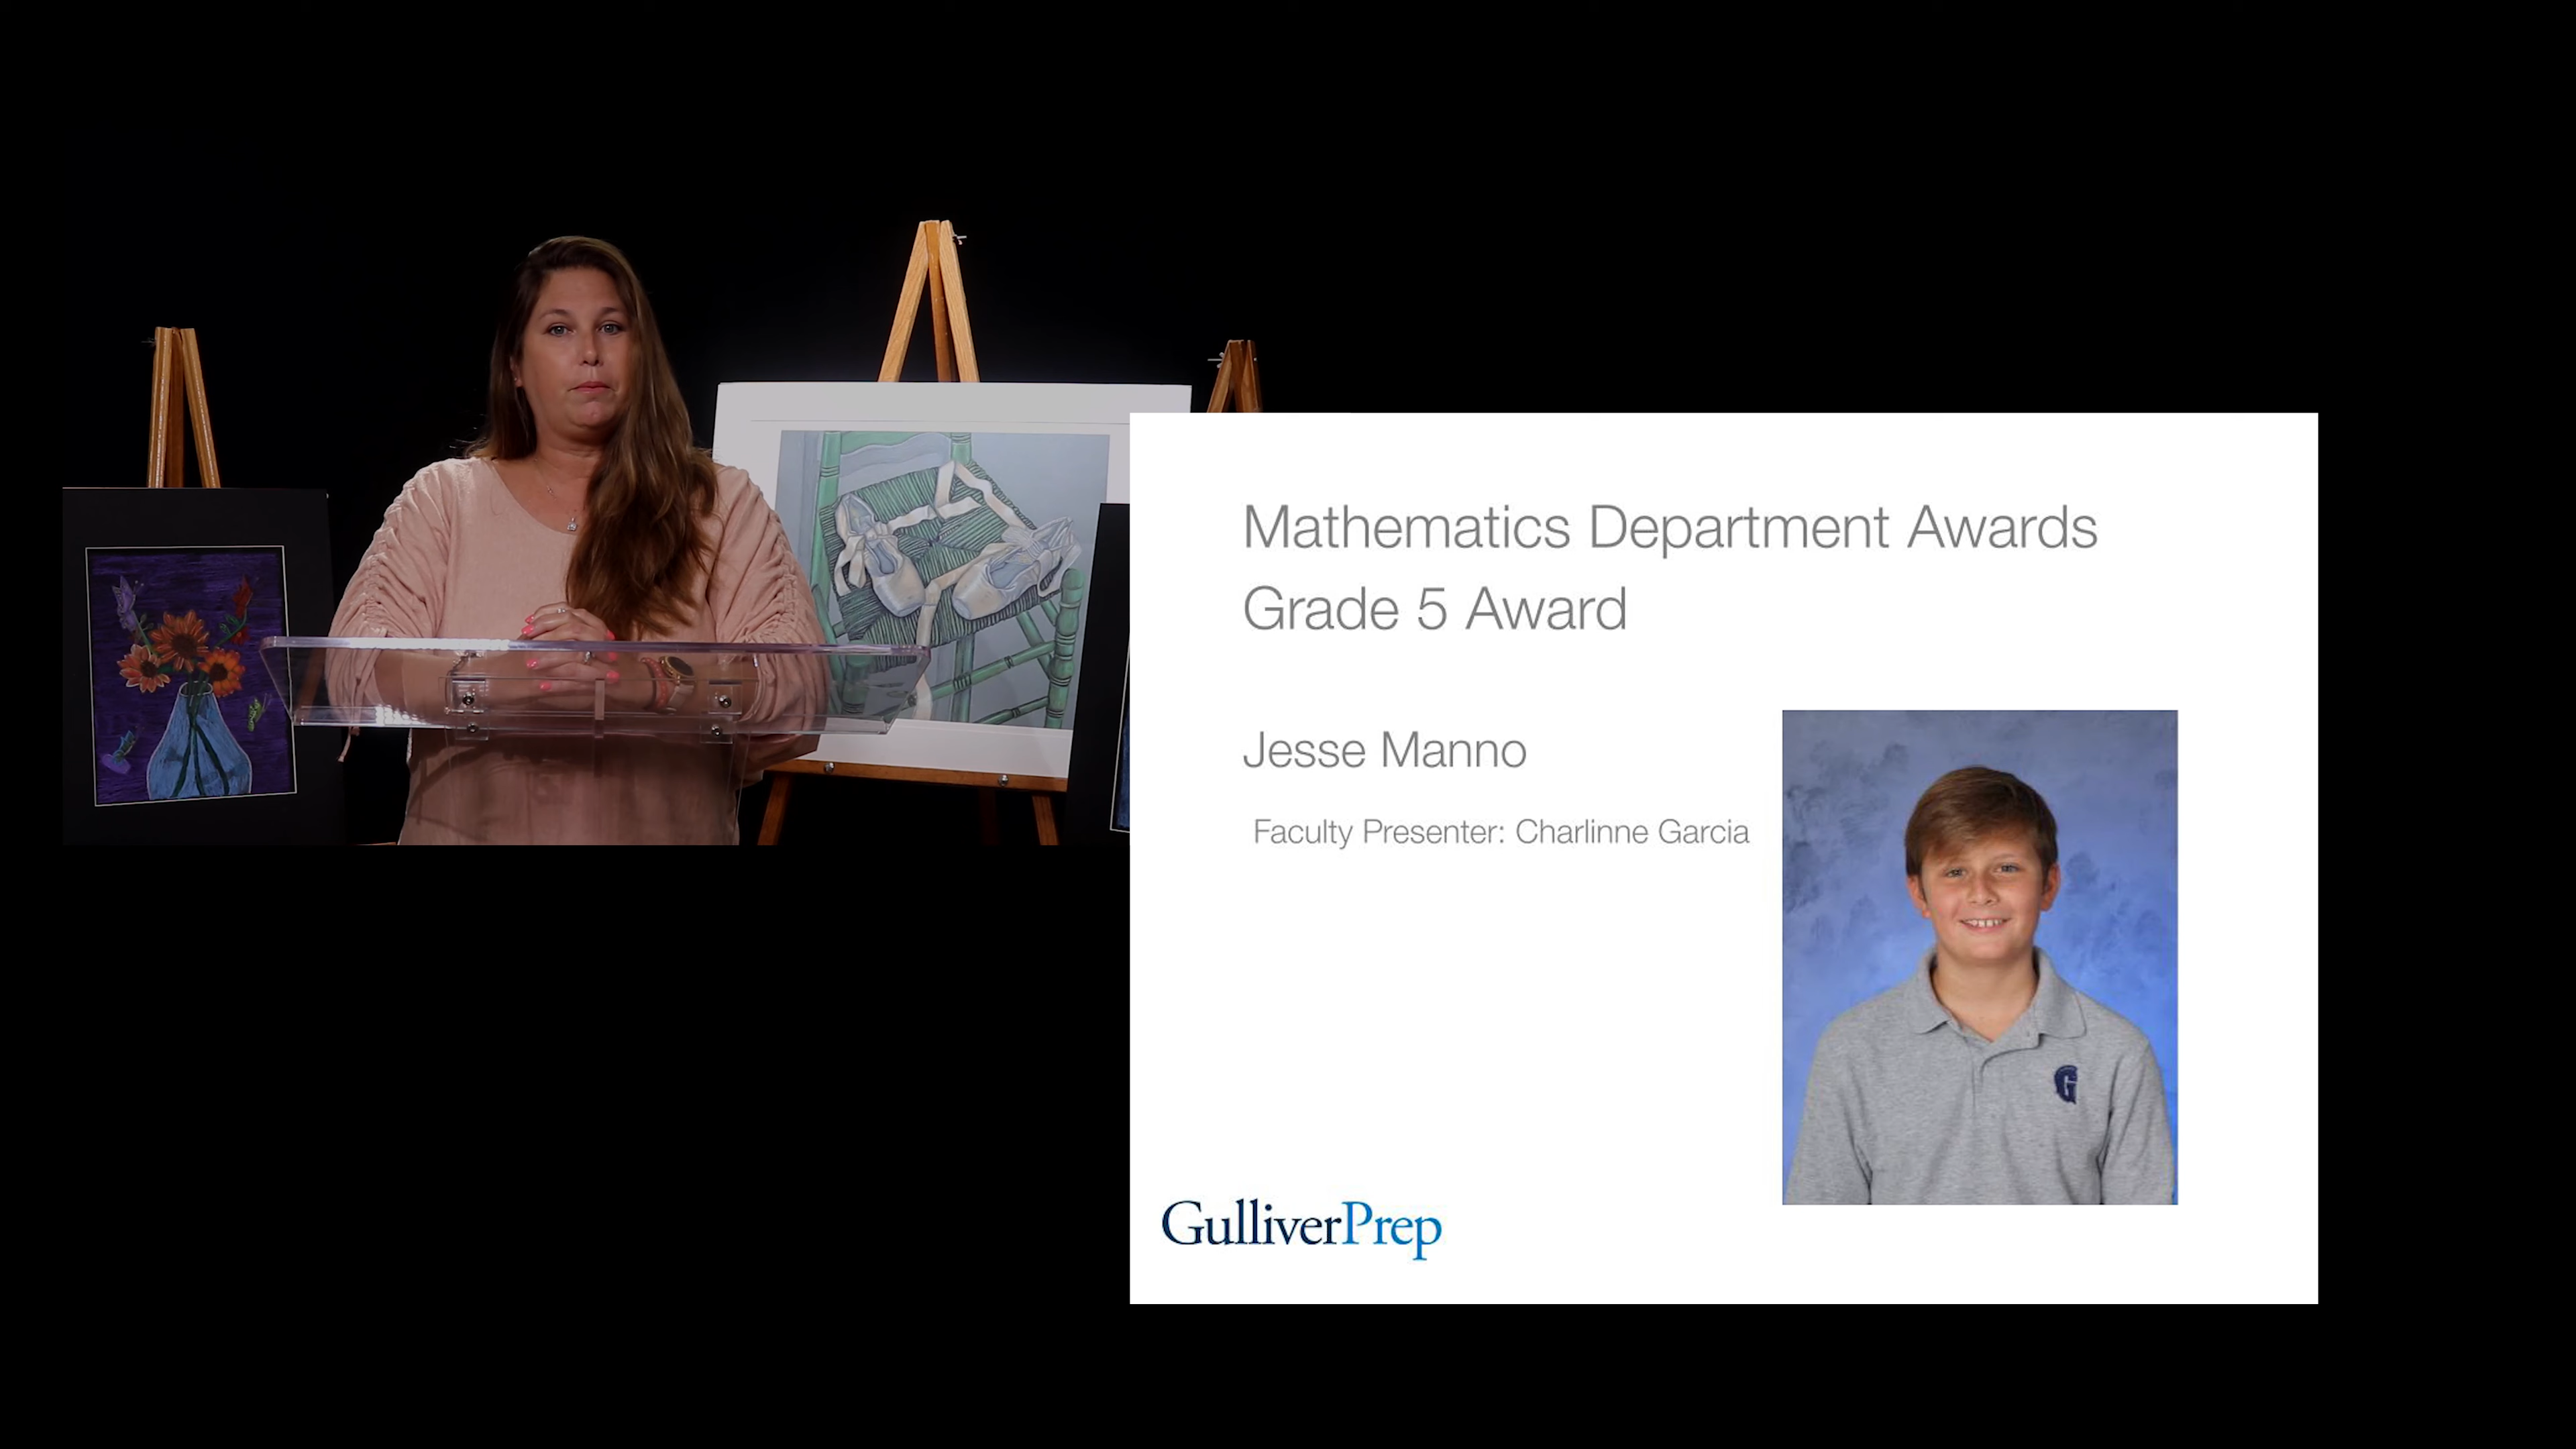 Mathematics Department Awards
Grade 5 Award
Jesse Manno
Faculty Presenter: Charlinne Garcia
G
GulliverPrep